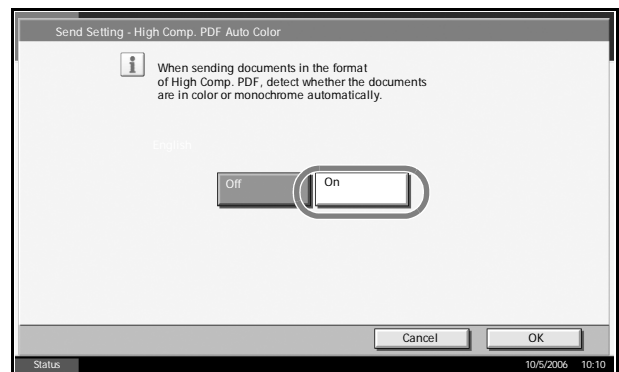 Send Setting - High Comp. PDF Auto Color
i
When sending documents in the format
of High Comp. PDF, detect whether the documents
are in color or monochrome automatically.
English
Off
On
Cancel
OK
Status
10/5/2006 10:10